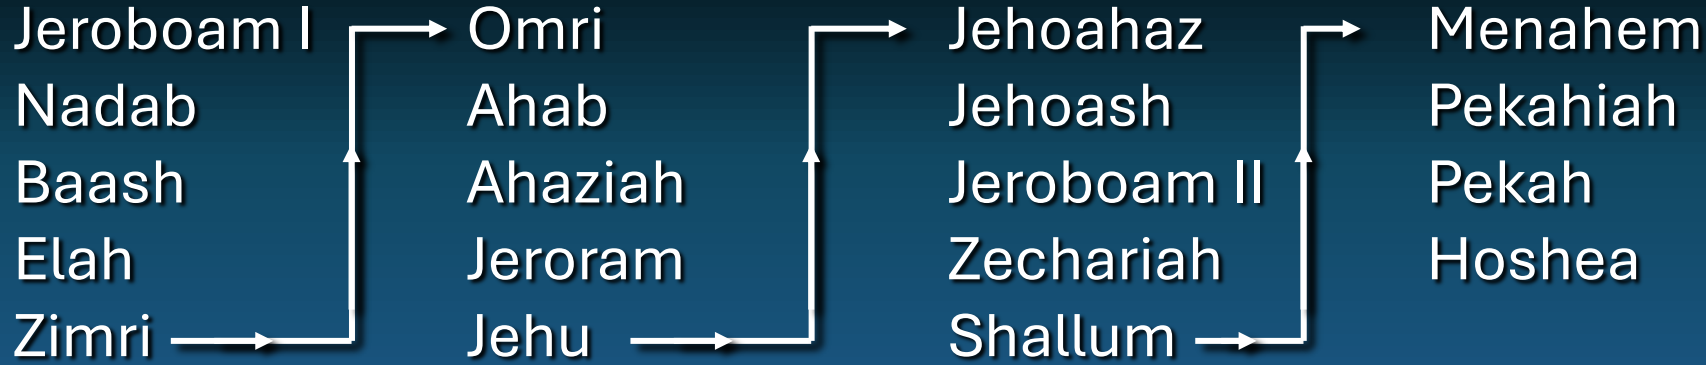 Jeroboam I
Nadab
Baash
Elah
Zimri
Omri
Ahab
Ahaziah
Jeroram
Jehu
Jehoahaz
Jehoash
Jeroboam II
Zechariah
Shallum
Menahem
Pekahiah
Pekah
Hoshea